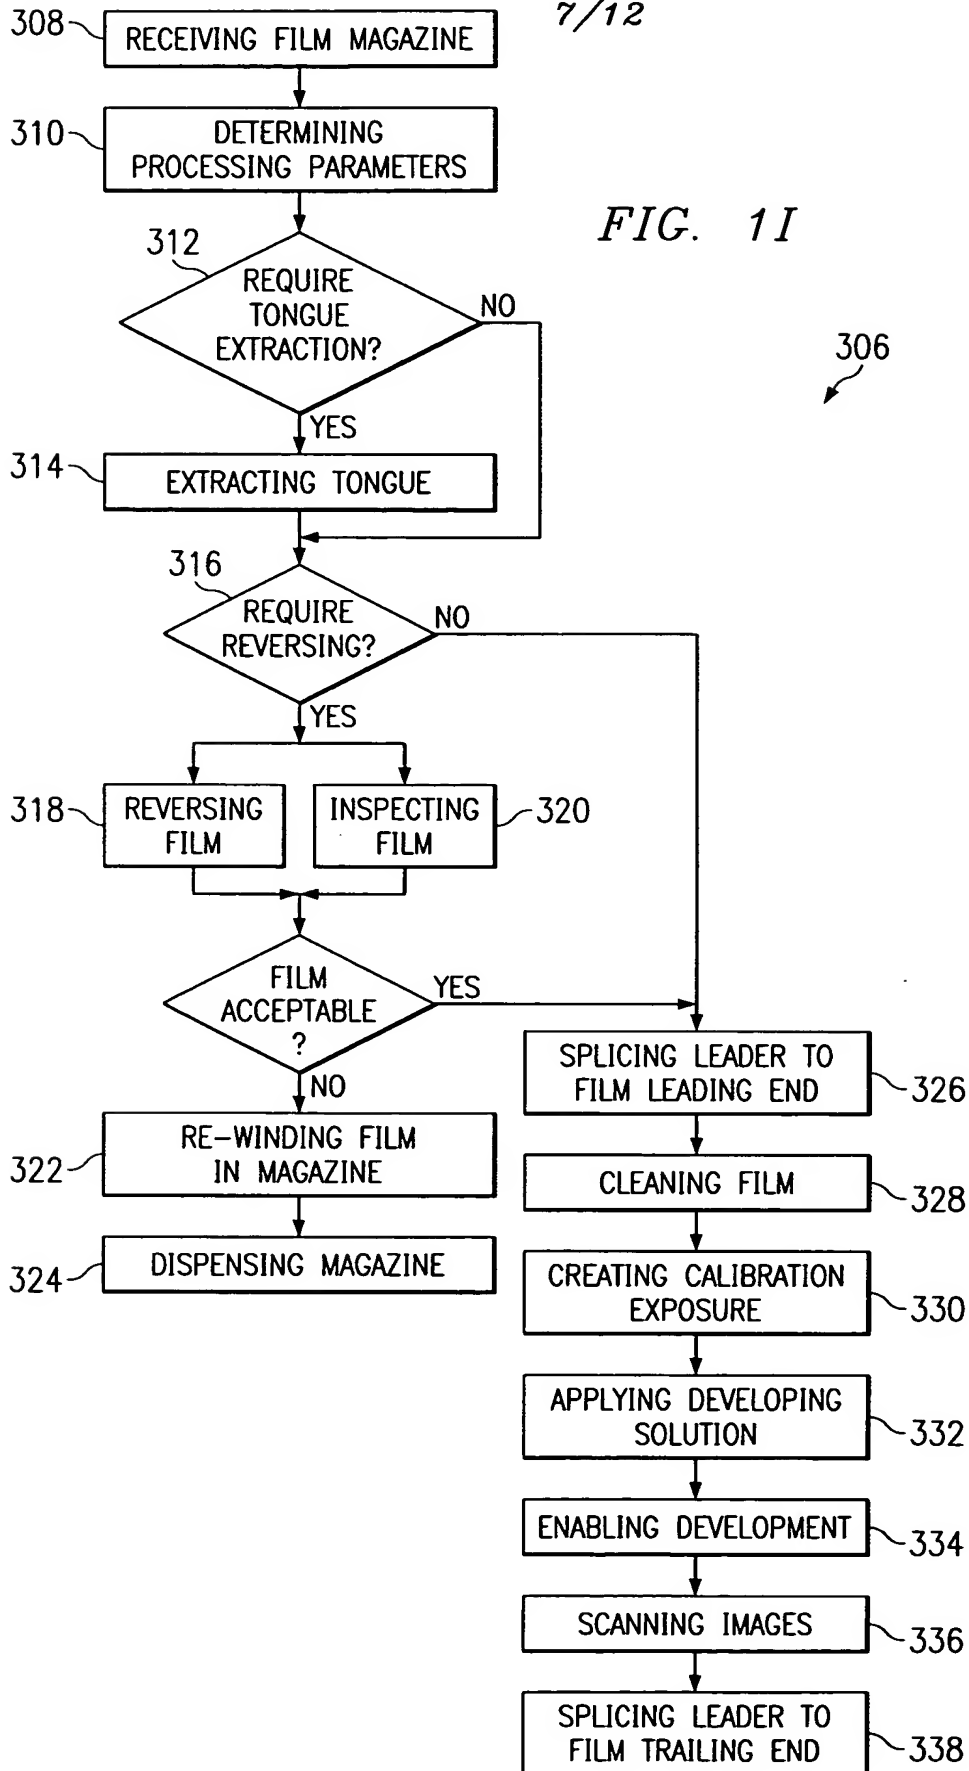 7/12
308
RECEIVING FILM MAGAZINE
310
DETERMINING
PROCESSING PARAMETERS
FIG. 1I
312
REQUIRE
TONGUE
EXTRACTION?
NO
306
YES
314
EXTRACTING TONGUE
316
REQUIRE
REVERSING?
NO
YES
318
REVERSING
FILM
INSPECTING
FILM
320
FILM
ACCEPTABLE
?
YES
NO
322
RE-WINDING FILM
IN MAGAZINE
324
DISPENSING MAGAZINE
SPLICING LEADER TO
FILM LEADING END
326
CLEANING FILM
328
CREATING CALIBRATION
EXPOSURE
330
APPLYING DEVELOPING
SOLUTION
332
ENABLING DEVELOPMENT
334
SCANNING IMAGES
336
SPLICING LEADER TO
FILM TRAILING END
338